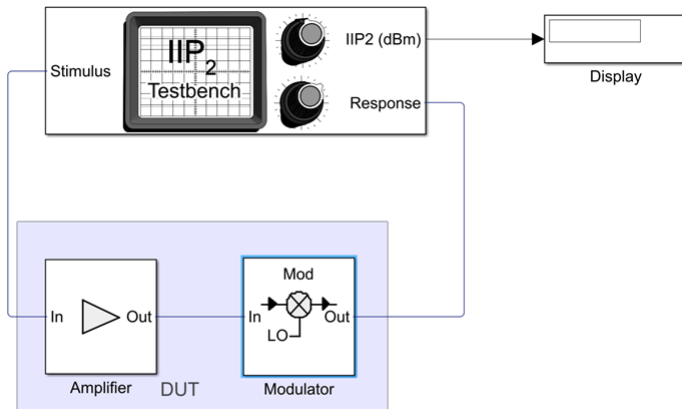 Stimulus
IIP2
Testbench
IIP2 (dBm)
Response
Display
In
Out
Amplifier
DUT
Mod
In
Out
LO
Modulator